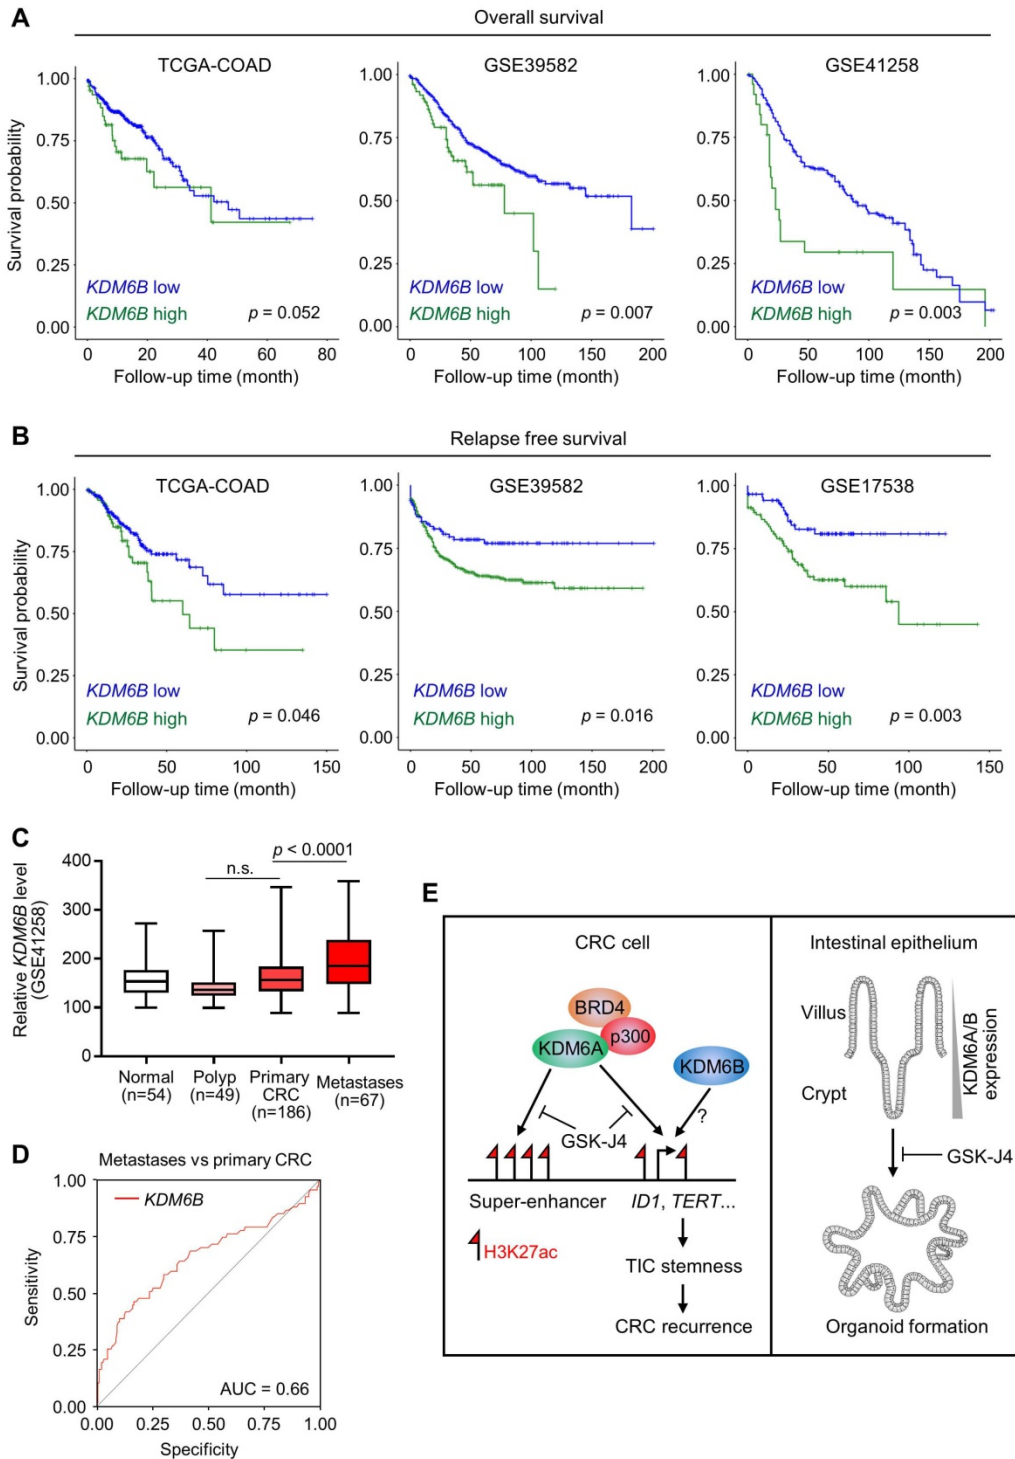 A
Overall survival
TCGA-COAD
GSE39582
GSE41258
Survival probability
1.00
0.75
0.50
0.25
0.00
KDM6B low
KDM6B high
p = 0.052
0 20 40 60 80
Follow-up time (month)
1.00
0.75
0.50
0.25
0.00
KDM6B low
KDM6B high
p = 0.007
0 50 100 150 200
Follow-up time (month)
1.00
0.75
0.50
0.25
0.00
KDM6B low
KDM6B high
p = 0.003
0 50 100 150 200
Follow-up time (month)
B
Relapse free survival
TCGA-COAD
GSE39582
GSE17538
Survival probability
1.00
0.75
0.50
0.25
0.00
KDM6B low
KDM6B high
p = 0.046
0 50 100 150
Follow-up time (month)
1.00
0.75
0.50
0.25
0.00
KDM6B low
KDM6B high
p = 0.016
0 50 100 150 200
Follow-up time (month)
1.00
0.75
0.50
0.25
0.00
KDM6B low
KDM6B high
p = 0.003
0 50 100 150
Follow-up time (month)
C
Relative KDM6B level
(GSE41258)
400
300
200
100
0
n.s.
p < 0.0001
Normal
(n=54)
Polyp
(n=49)
Primary
CRC
(n=186)
Metastases
(n=67)
D
Metastases vs primary CRC
KDM6B
Sensitivity
1.00
0.75
0.50
0.25
0.00
AUC = 0.66
0.00 0.25 0.50 0.75 1.00
Specificity
E
CRC cell
BRD4
p300
KDM6A
KDM6B
?
GSK-J4
Super-enhancer
ID1, TERT...
H3K27ac
TIC stemness
CRC recurrence
Intestinal epithelium
Villus
Crypt
KDM6A/B
expression
GSK-J4
Organoid formation